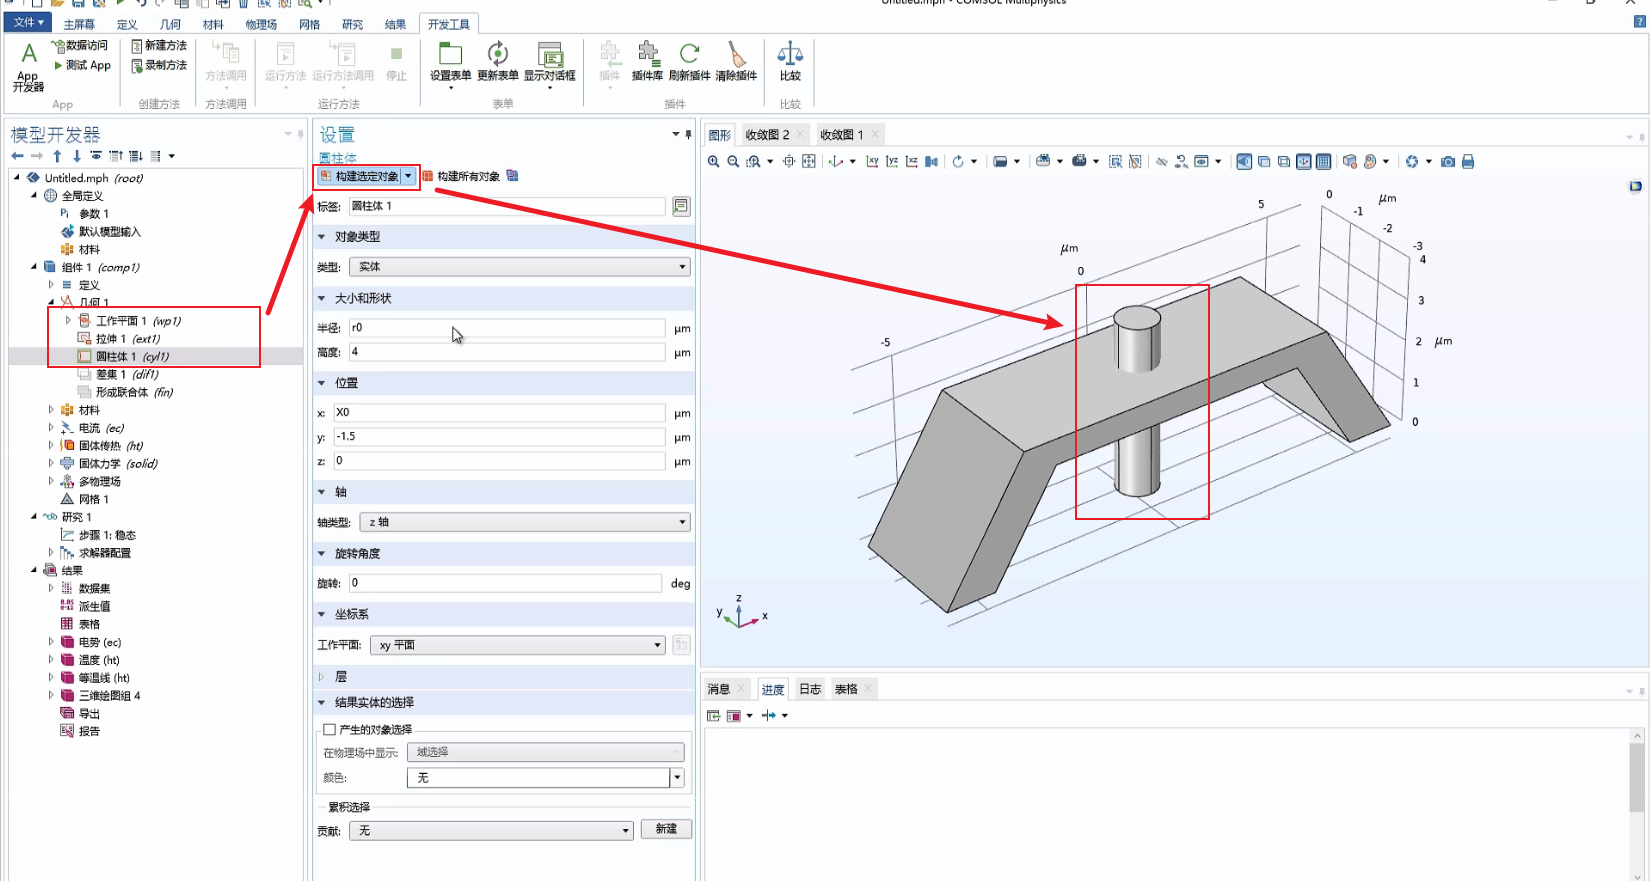 Untitled.mph - COMSOL Multiphysics
文件 主屏幕 定义 几何 材料 物理场 网格 研究 结果 开发工具
App 开发器
数据访问
测试 App
App
新建方法
录制方法
创建方法
方法调用
方法调用
运行方法 运行方法调用 停止
运行方法
设置表单 更新表单 显示对话框
表单
插件 插件库 刷新插件 清除插件
插件
比较
比较
模型开发器
Untitled.mph (root)
全局定义
Pi 参数 1
默认模型输入
材料
组件 1 (comp1)
定义
几何 1
工作平面 1 (wp1)
拉伸 1 (ext1)
圆柱体 1 (cyl1)
差集 1 (dif1)
形成联合体 (fin)
材料
电流 (ec)
固体传热 (ht)
固体力学 (solid)
多物理场
网格 1
研究 1
步骤 1: 稳态
求解器配置
结果
数据集
派生值
表格
电势 (ec)
温度 (ht)
等温线 (ht)
三维绘图组 4
导出
报告
设置
圆柱体
构建选定对象 构建所有对象
标签: 圆柱体 1
对象类型
类型: 实体
大小和形状
半径: r0 μm
高度: 4 μm
位置
x: X0 μm
y: -1.5 μm
z: 0 μm
轴
轴类型: z 轴
旋转角度
旋转: 0 deg
坐标系
工作平面: xy 平面
层
结果实体的选择
产生的对象选择
在物理场中显示: 域选择
颜色: 无
累积选择
贡献: 无 新建
图形 收敛图 2 收敛图 1
xy yz xz
0 μm
5 -1
-2
μm -3
0 4
3
-5 2 μm
1
0
z
y x
消息 进度 日志 表格